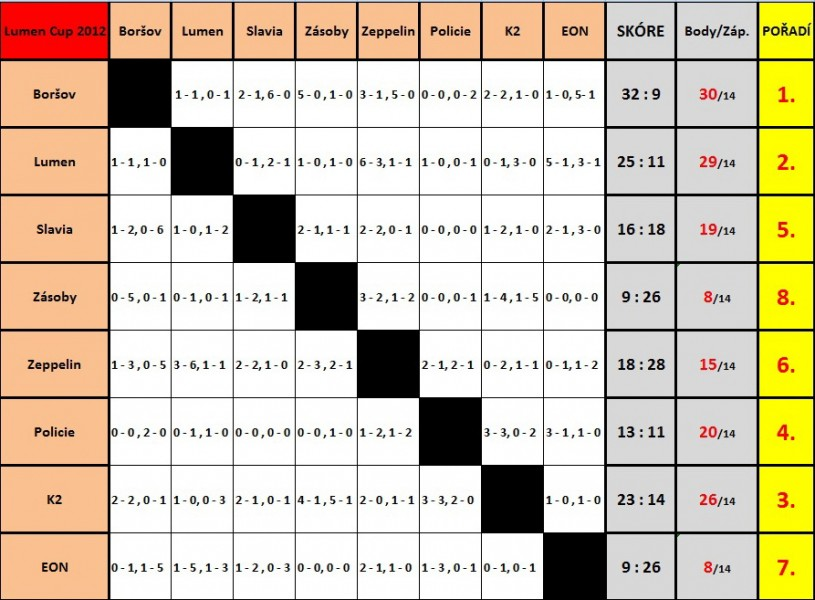 Lumen Cup 2012 Boršov Lumen Slavia Zásoby Zeppelin Policie K2 EON SKÓRE Body/Záp. POŘADÍ
Boršov 1-1,0-1 2-1,6-0 5-0,1-0 3-1,5-0 0-0,0-2 2-2,1-0 1-0,5-1 32:9 30/14 1.
Lumen 1-1,1-0 0-1,2-1 1-0,1-0 6-3,1-1 1-0,0-1 0-1,3-0 5-1,3-1 25:11 29/14 2.
Slavia 1-2,0-6 1-0,1-2 2-1,1-1 2-2,0-1 0-0,0-0 1-2,1-0 2-1,3-0 16:18 19/14 5.
Zásoby 0-5,0-1 0-1,0-1 1-2,1-1 3-2,1-2 0-0,0-1 1-4,1-5 0-0,0-0 9:26 8/14 8.
Zeppelin 1-3,0-5 3-6,1-1 2-2,1-0 2-3,2-1 2-1,2-1 0-2,1-1 0-1,1-2 18:28 15/14 6.
Policie 0-0,2-0 0-1,1-0 0-0,0-0 0-0,1-0 1-2,1-2 3-3,0-2 3-1,1-0 13:11 20/14 4.
K2 2-2,0-1 1-0,0-3 2-1,0-1 4-1,5-1 2-0,1-1 3-3,2-0 1-0,1-0 23:14 26/14 3.
EON 0-1,1-5 1-5,1-3 1-2,0-3 0-0,0-0 2-1,1-0 1-3,0-1 0-1,0-1 9:26 8/14 7.